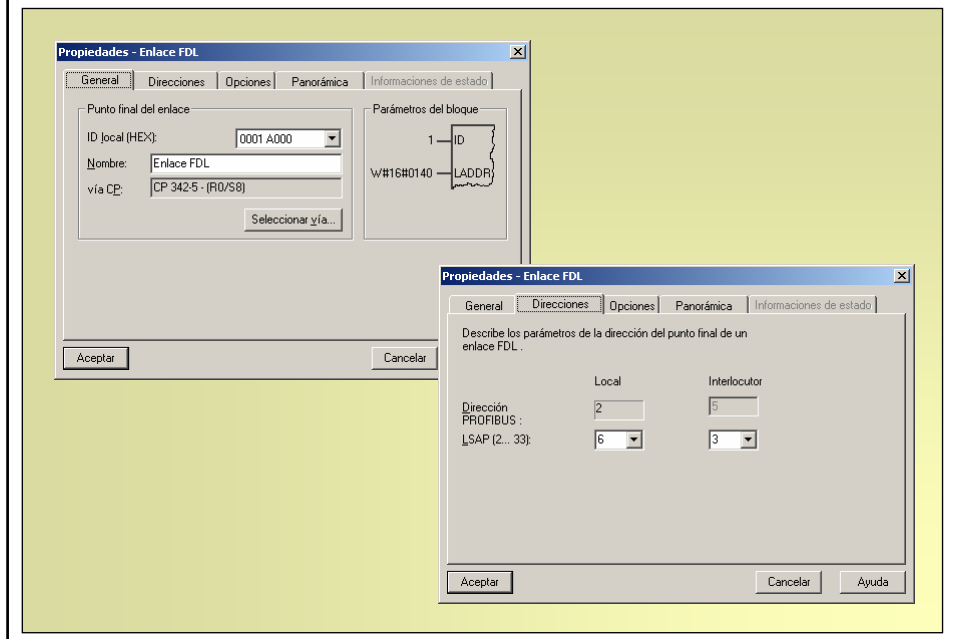 Propiedades - Enlace FDL
General Direcciones Opciones Panorámica Informaciones de estado
Punto final del enlace
ID local (HEX): 0001 A000
Nombre: Enlace FDL
vía CP: CP 342-5 - (R0/S8)
Seleccionar vía...
Parámetros del bloque
1 ID
W#16#0140 LADDR
Aceptar Cancelar
Propiedades - Enlace FDL
General Direcciones Opciones Panorámica Informaciones de estado
Describe los parámetros de la dirección del punto final de un
enlace FDL .
Local Interlocutor
Dirección
PROFIBUS : 2 5
LSAP (2... 33): 6 3
Aceptar Cancelar Ayuda